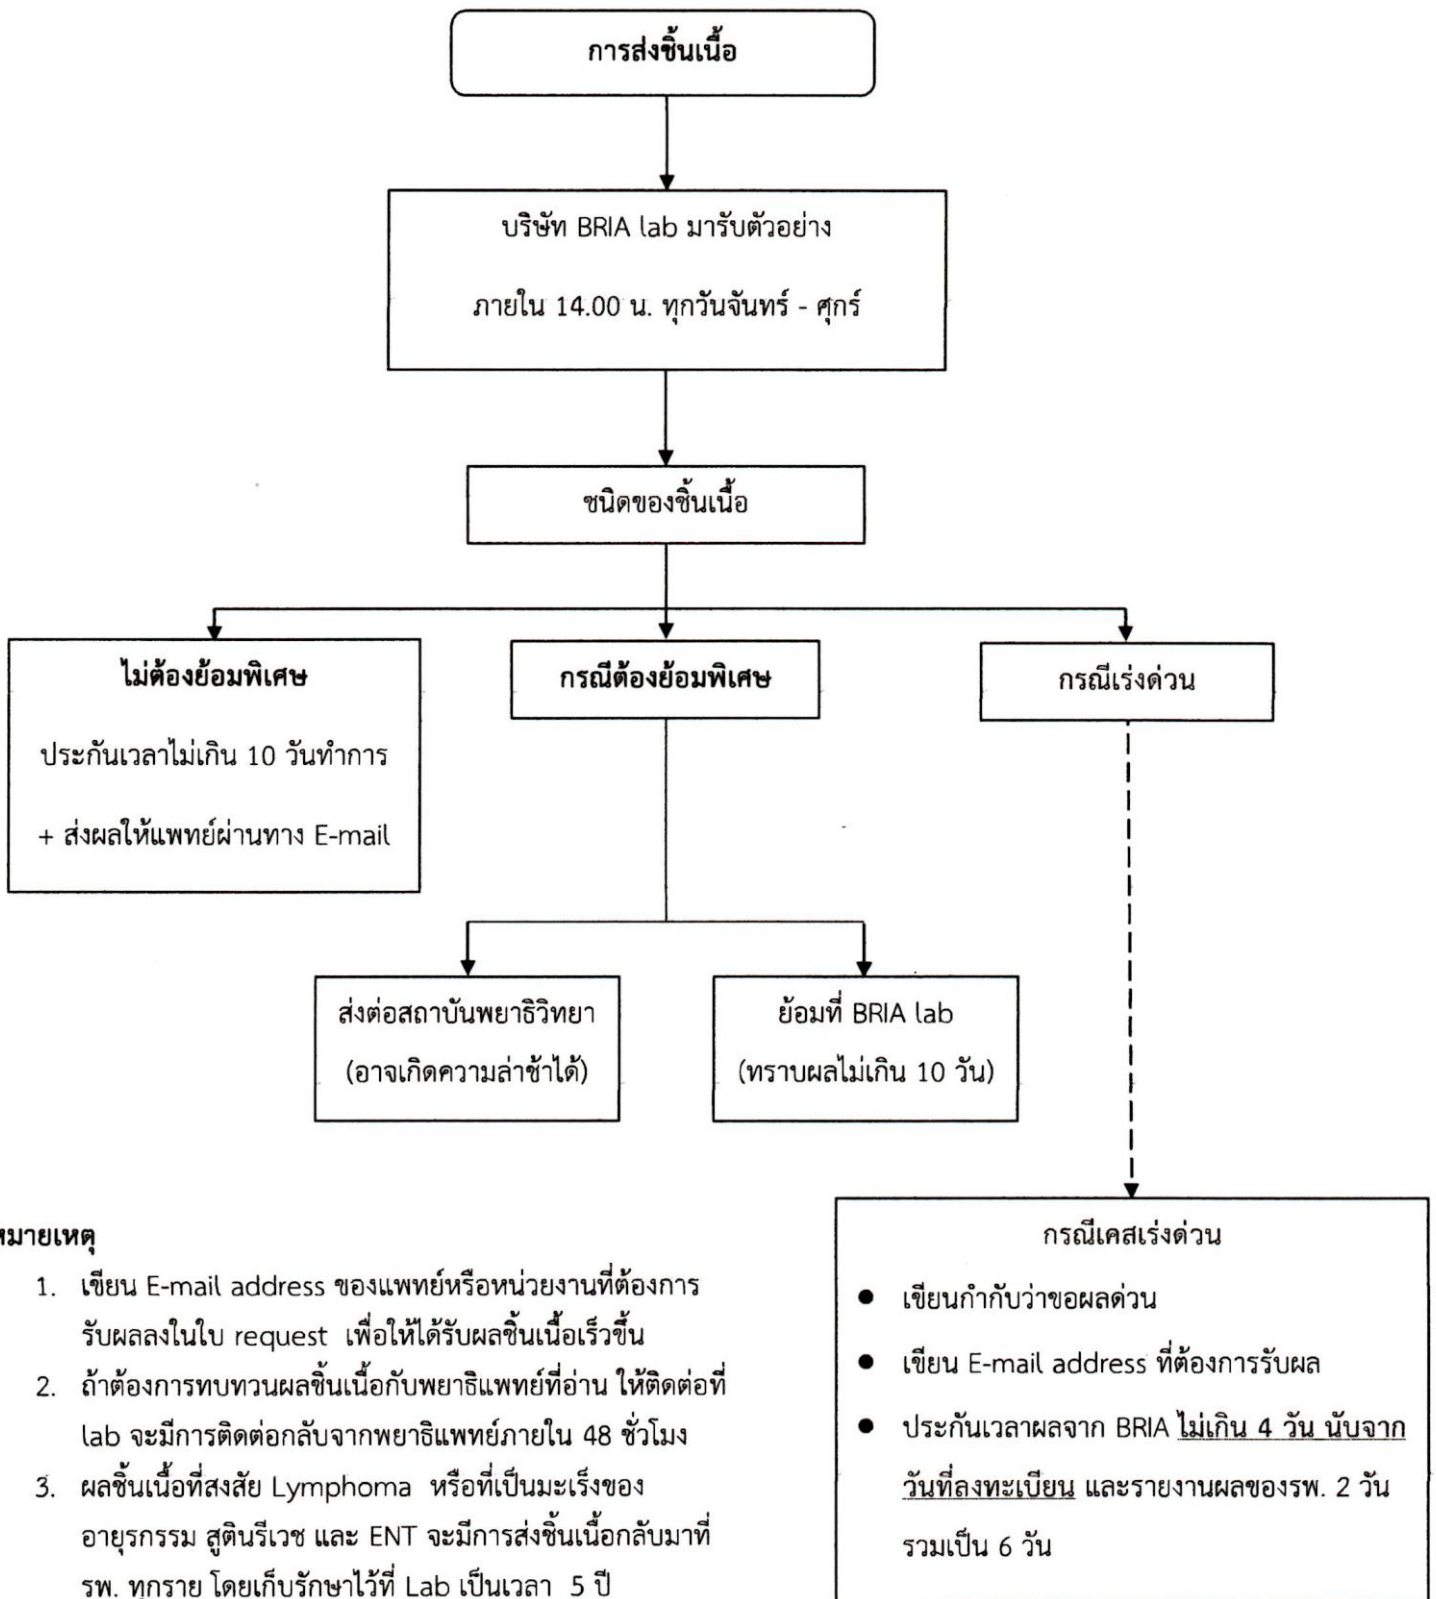 การส่งชิ้นเนื้อ
บริษัท BRIA lab มารับตัวอย่าง
ภายใน 14.00 น. ทุกวันจันทร์ - ศุกร์
ชนิดของชิ้นเนื้อ
ไม่ต้องย้อมพิเศษ
ประกันเวลาไม่เกิน 10 วันทำการ
+ ส่งผลให้แพทย์ผ่านทาง E-mail
กรณีต้องย้อมพิเศษ
กรณีเร่งด่วน
ส่งต่อสถาบันพยาธิวิทยา
(อาจเกิดความล่าช้าได้)
ย้อมที่ BRIA lab
(ทราบผลไม่เกิน 10 วัน)
หมายเหตุ
1. เขียน E-mail address ของแพทย์หรือหน่วยงานที่ต้องการ
รับผลลงในใบ request เพื่อให้ได้รับผลชิ้นเนื้อเร็วขึ้น
2. ถ้าต้องการทบทวนผลชิ้นเนื้อกับพยาธิแพทย์ที่อ่าน ให้ติดต่อที่
lab จะมีการติดต่อกลับจากพยาธิแพทย์ภายใน 48 ชั่วโมง
3. ผลชิ้นเนื้อที่สงสัย Lymphoma หรือที่เป็นมะเร็งของ
อายุรกรรม สูตินรีเวช และ ENT จะมีการส่งชิ้นเนื้อกลับมาที่
รพ. ทุกราย โดยเก็บรักษาไว้ที่ Lab เป็นเวลา 5 ปี
กรณีเคสเร่งด่วน
● เขียนกำกับว่าขอผลด่วน
● เขียน E-mail address ที่ต้องการรับผล
● ประกันเวลาผลจาก BRIA ไม่เกิน 4 วัน นับจาก
วันที่ลงทะเบียน และรายงานผลของรพ. 2 วัน
รวมเป็น 6 วัน